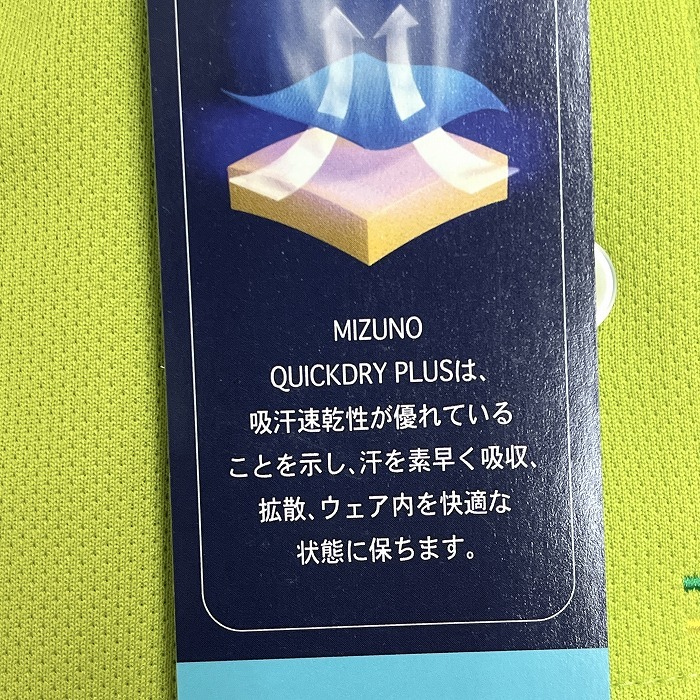 MIZUNO
QUICKDRY PLUSは、
吸汗速乾性が優れている
ことを示し、汗を素早く吸収、
拡散、ウェア内を快適な
状態に保ちます。